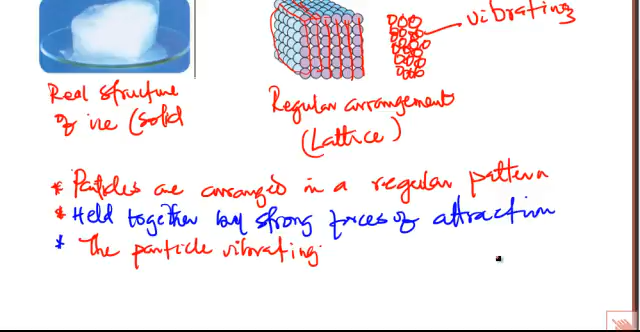 vibrating
Real structure
of ice (solid
Regular arrangement
(Lattice)
* Particles are arranged in a regular pattern
* Held together by strong forces of attraction
* The particle vibrating.